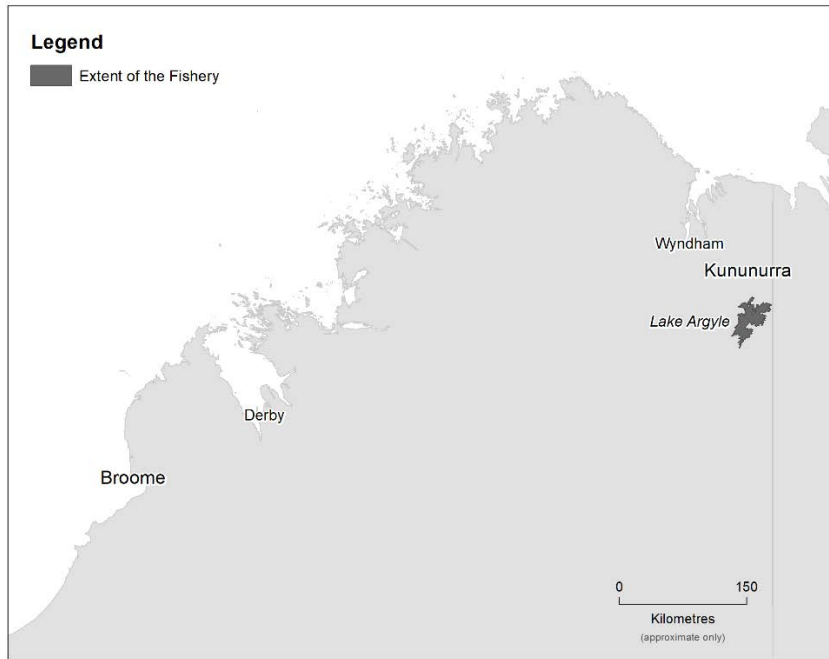 Legend
Extent of the Fishery
Wyndham
Kununurra
Lake Argyle
Derby
Broome
0 150
Kilometres
(approximate only)